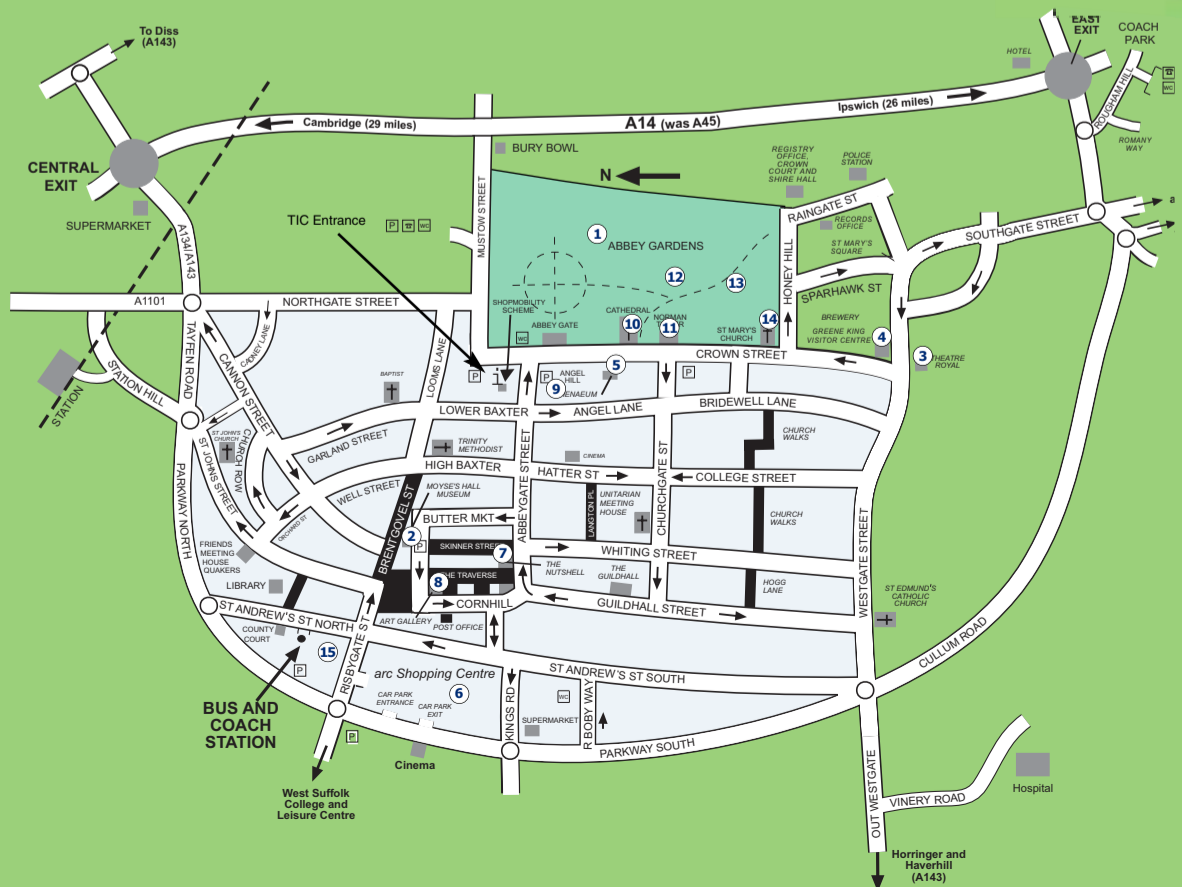 To Diss
(A143)
EAST
EXIT
COACH
PARK
HOTEL
ROUGHAM HILL
WC
ROMANY
WAY
Cambridge (29 miles)
A14 (was A45)
Ipswich (26 miles)
CENTRAL
EXIT
SUPERMARKET
A134/A143
BURY BOWL
MUSTOW STREET
N
REGISTRY
OFFICE,
CROWN
COURT AND
SHIRE HALL
POLICE
STATION
RAINGATE ST
RECORDS
OFFICE
ST MARY'S
SQUARE
SOUTHGATE STREET
a
P
WC
TIC Entrance
1
ABBEY GARDENS
12
13
HONEY HILL
SPARHAWK ST
A1101
NORTHGATE STREET
SHOPMOBILITY
SCHEME
WC
ABBEY GATE
CATHEDRAL
10
NORMAN
11
ST MARY'S
CHURCH
14
BREWERY
GREENE KING
VISITOR CENTRE
4
3
THEATRE
ROYAL
CROWN STREET
TAYFEN ROAD
CADNEY LANE
CANNON STREET
LOOMS LANE
BAPTIST
P
i
P
ANGEL
HILL
9
5
P
STATION HILL
STATION
LOWER BAXTER
ANGEL LANE
BRIDEWELL LANE
ST JOHN'S
CHURCH
CHURCH ROW
ST JOHNS STREET
GARLAND STREET
TRINITY
METHODIST
ABBEYGATE STREET
CINEMA
CHURCHGATE ST
CHURCH
WALKS
PARKWAY NORTH
HIGH BAXTER
HATTER ST
COLLEGE STREET
WELL STREET
MOYSE'S HALL
MUSEUM
LANGTON PL
UNITARIAN
MEETING
HOUSE
CHURCH
WALKS
BRENTGOVEL ST
BUTTER MKT
ORCHARD ST
2
P
SKINNER STREET
7
WHITING STREET
WESTGATE STREET
FRIENDS
MEETING
HOUSE
QUAKERS
LIBRARY
8
THE TRAVERSE
THE
NUTSHELL
THE
GUILDHALL
HOGG
LANE
ST EDMUND'S
CATHOLIC
CHURCH
CORNHILL
GUILDHALL STREET
ST ANDREW'S ST NORTH
ART GALLERY
POST OFFICE
COUNTY
COURT
15
P
RISBYGATE ST
arc Shopping Centre
6
ST ANDREW'S ST SOUTH
CULLUM ROAD
BUS AND
COACH
STATION
CAR PARK
ENTRANCE
CAR PARK
EXIT
KINGS RD
WC
SUPERMARKET
R BOBY WAY
PARKWAY SOUTH
P
Cinema
West Suffolk
College and
Leisure Centre
OUT WESTGATE
VINERY ROAD
Hospital
Horringer and
Haverhill
(A143)